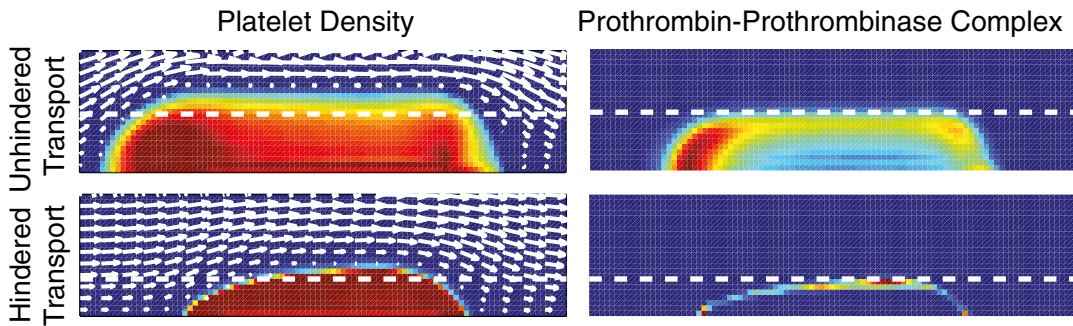 Platelet Density
Prothrombin-Prothrombinase Complex
Unhindered
Transport
Hindered
Transport